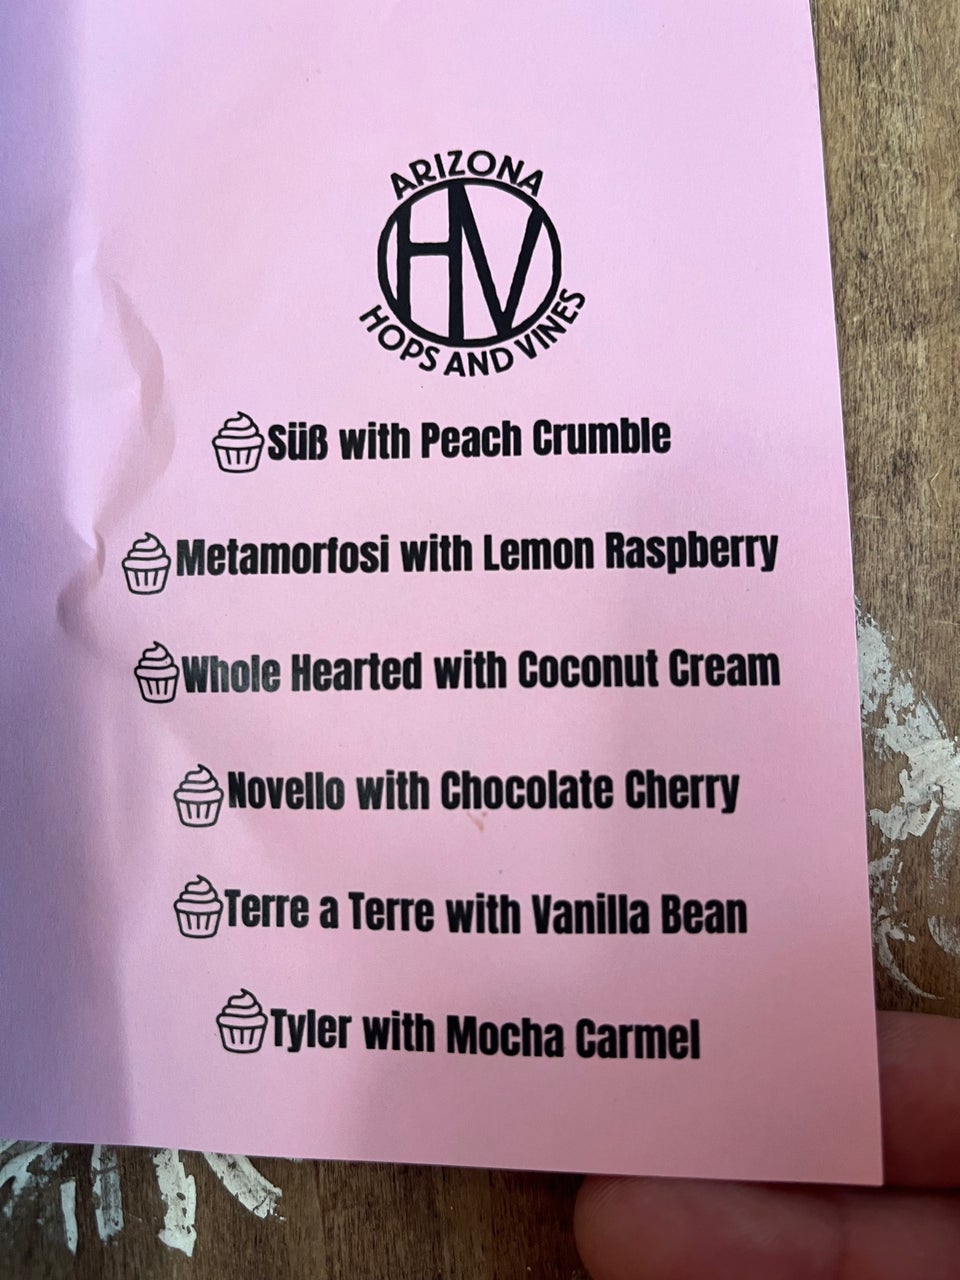 ARIZONA
HV
HOPS AND VINES
Süß with Peach Crumble
Metamorfosi with Lemon Raspberry
Whole Hearted with Coconut Cream
Novello with Chocolate Cherry
Terre a Terre with Vanilla Bean
Tyler with Mocha Carmel